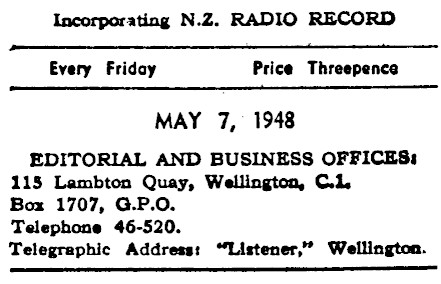 Incorporating N.Z. RADIO RECORD
Every Friday Price Threepence
MAY 7, 1948
EDITORIAL AND BUSINESS OFFICES:
115 Lambton Quay, Wellington, C.1.
Box 1707, G.P.O.
Telephone 46-520.
Telegraphic Address: "Listener," Wellington.